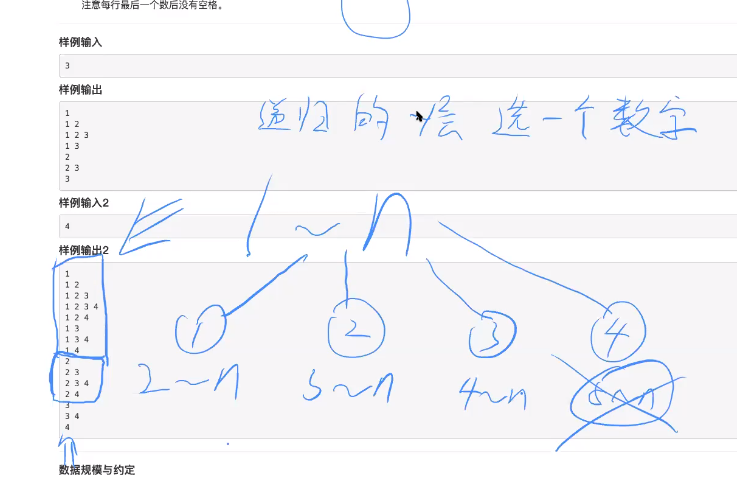 注意每行最后一个数后没有空格。
样例输入
3
样例输出
1
1 2
1 2 3
1 3
2
2 3
3
递归的 一层 选一个数字
样例输入2
4
1~n
样例输出2
1
1 2
1 2 3
1 2 3 4
1 2 4
1 3
1 3 4
1 4
2
2 3
2 3 4
2 4
3
3 4
4
1 2 3 4
2~n 3~n 4~n 5~n
数据规模与约定